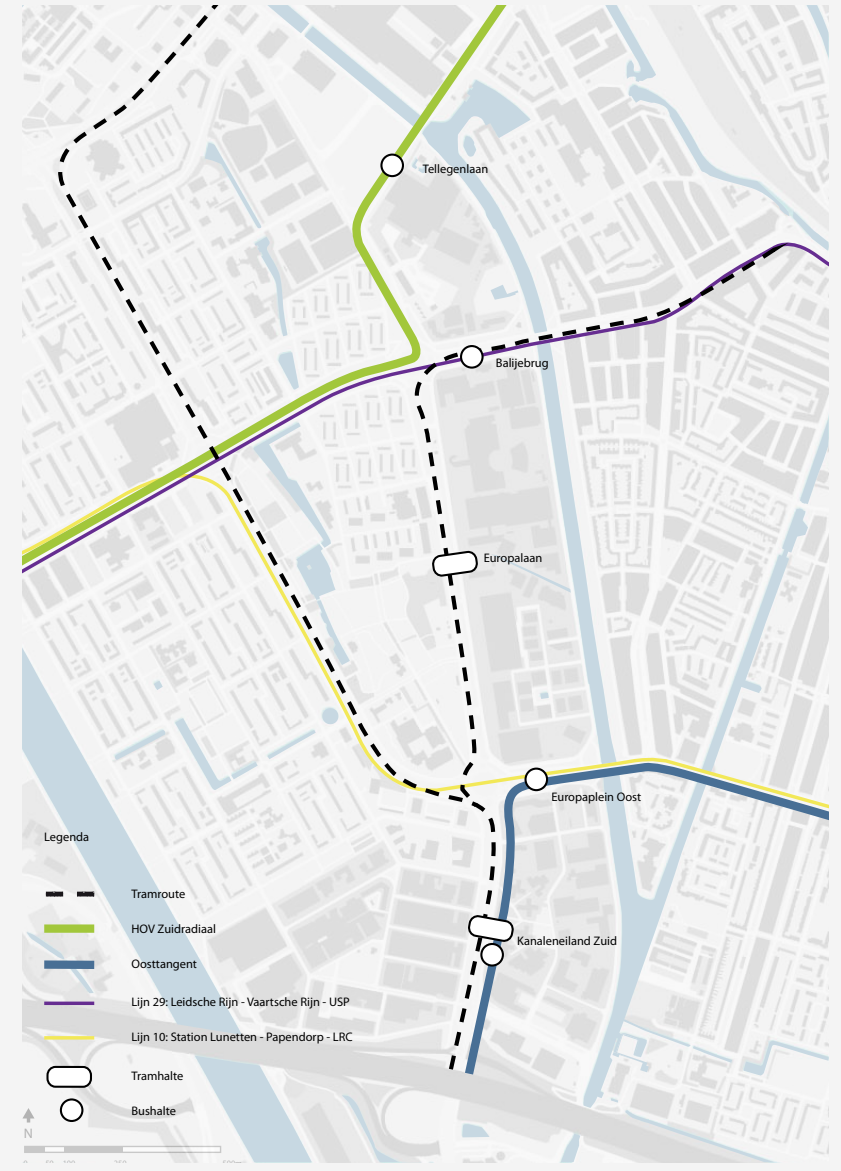 Tellegenlaan
Balijebrug
Europalaan
Europaplein Oost
Kanaleneiland Zuid
Legenda
Tramroute
HOV Zuidradiaal
Oosttangent
Lijn 29: Leidsche Rijn - Vaartsche Rijn - USP
Lijn 10: Station Lunetten - Papendorp - LRC
Tramhalte
Bushalte
N